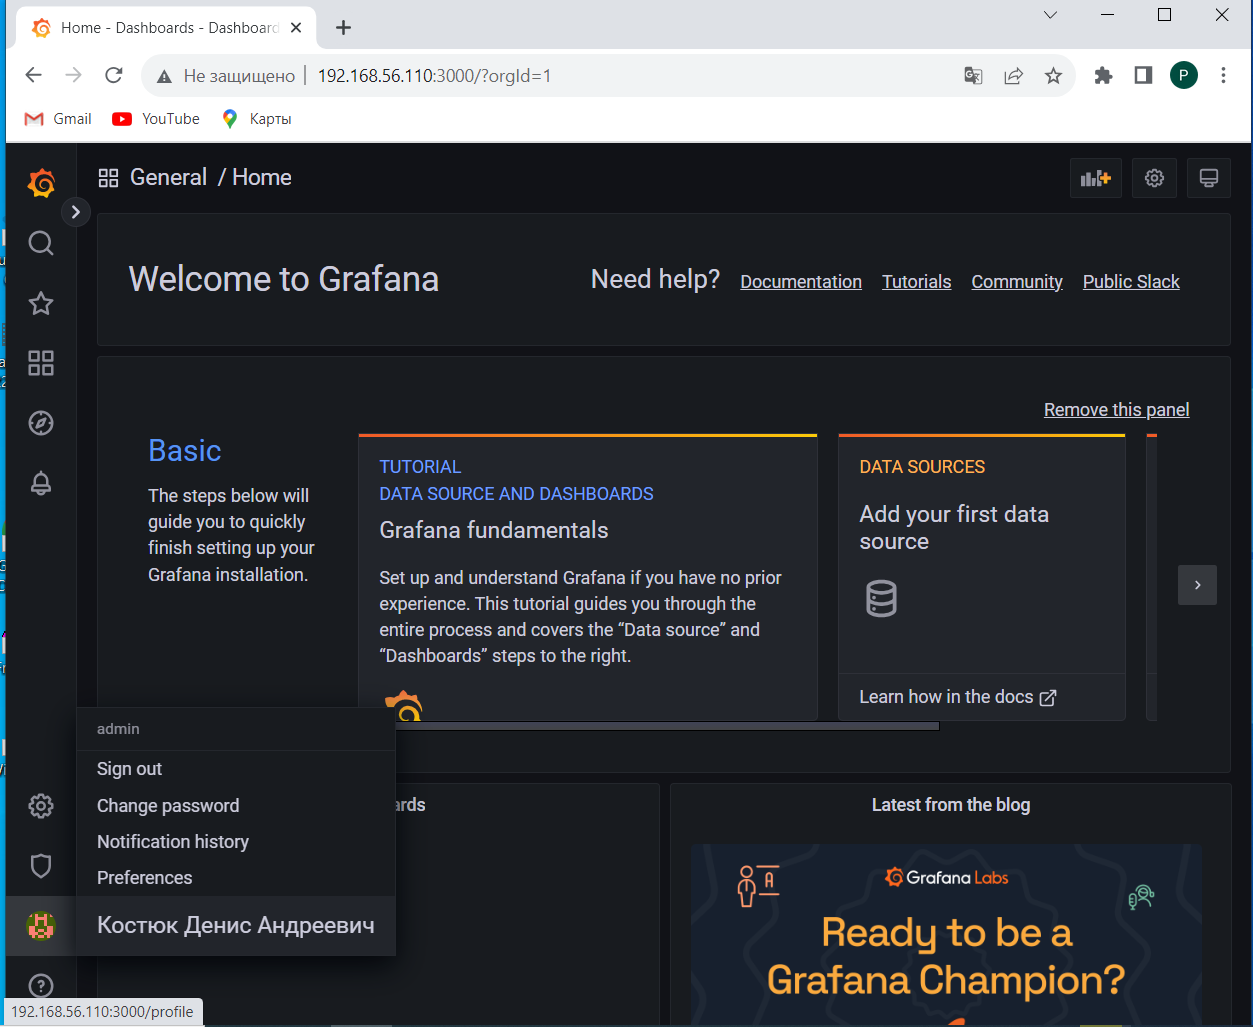 Home - Dashboards - Dashboard
Не защищено 192.168.56.110:3000/?orgId=1
P
Gmail YouTube Карты
General / Home
Welcome to Grafana
Need help? Documentation Tutorials Community Public Slack
Remove this panel
Basic
The steps below will
guide you to quickly
finish setting up your
Grafana installation.
TUTORIAL
DATA SOURCE AND DASHBOARDS
Grafana fundamentals
Set up and understand Grafana if you have no prior
experience. This tutorial guides you through the
entire process and covers the “Data source” and
“Dashboards” steps to the right.
DATA SOURCES
Add your first data
source
Learn how in the docs
admin
Sign out
Change password
Notification history
Preferences
Костюк Денис Андреевич
ards
Latest from the blog
Grafana Labs
Ready to be a
Grafana Champion?
192.168.56.110:3000/profile